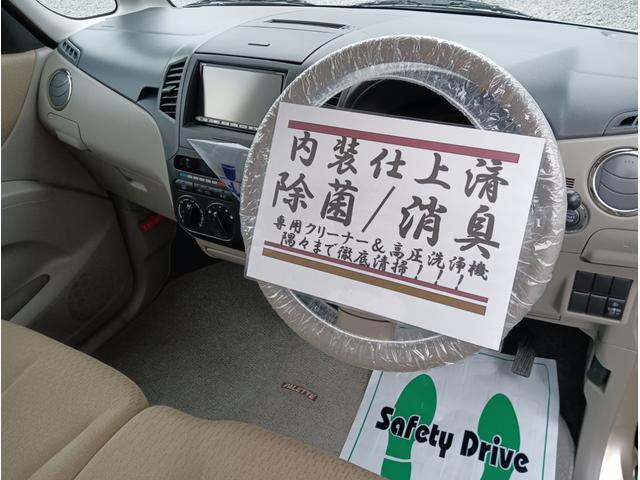 内装仕上済
除菌/消臭
専用クリーナー＆高圧洗浄機
隅々まで徹底清掃!!!
PALETTE
Safety Drive